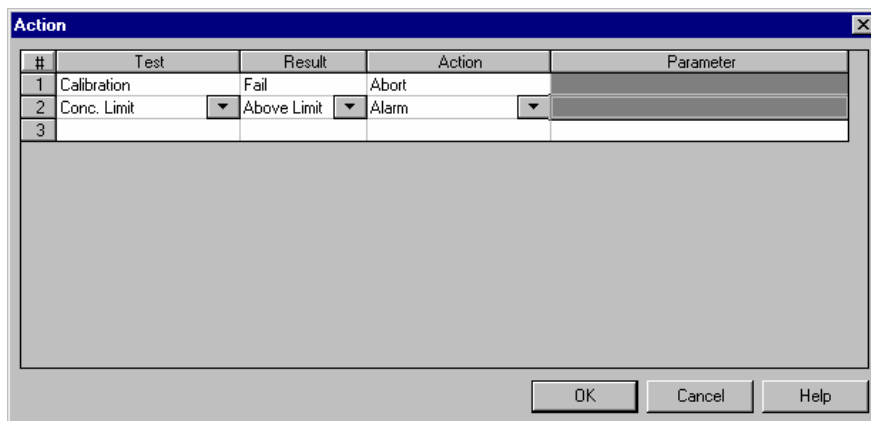 Action
# Test Result Action Parameter
1 Calibration Fail Abort
2 Conc. Limit Above Limit Alarm
3
OK Cancel Help